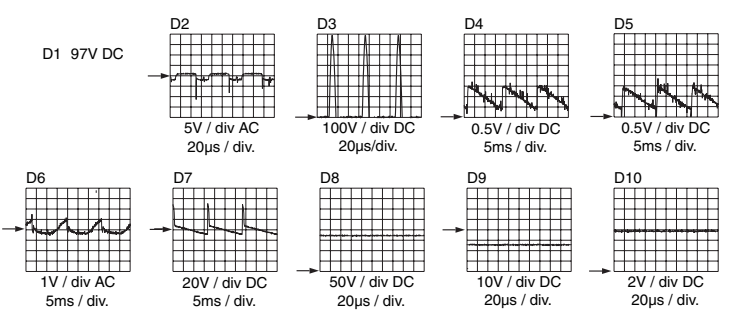 D1 97V DC
D2
5V / div AC
20µs / div.
D3
100V / div DC
20µs/div.
D4
0.5V / div DC
5ms / div.
D5
0.5V / div DC
5ms / div.
D6
1V / div AC
5ms / div.
D7
20V / div DC
5ms / div.
D8
50V / div DC
20µs / div.
D9
10V / div DC
20µs / div.
D10
2V / div DC
20µs / div.